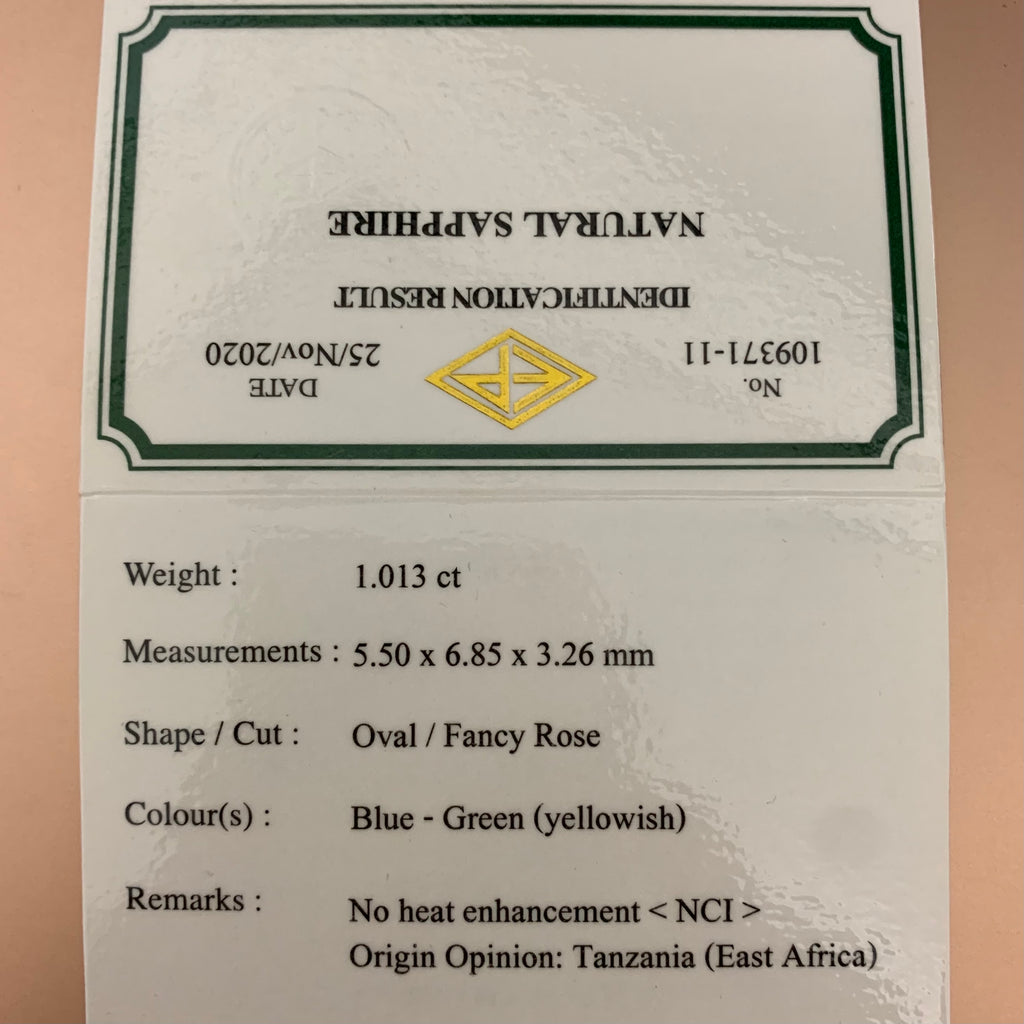 No.
109371-11
DATE
25/Nov/2020
IDENTIFICATION RESULT
NATURAL SAPPHIRE
Weight : 1.013 ct
Measurements : 5.50 x 6.85 x 3.26 mm
Shape / Cut : Oval / Fancy Rose
Colour(s) : Blue - Green (yellowish)
Remarks : No heat enhancement < NCI >
Origin Opinion: Tanzania (East Africa)